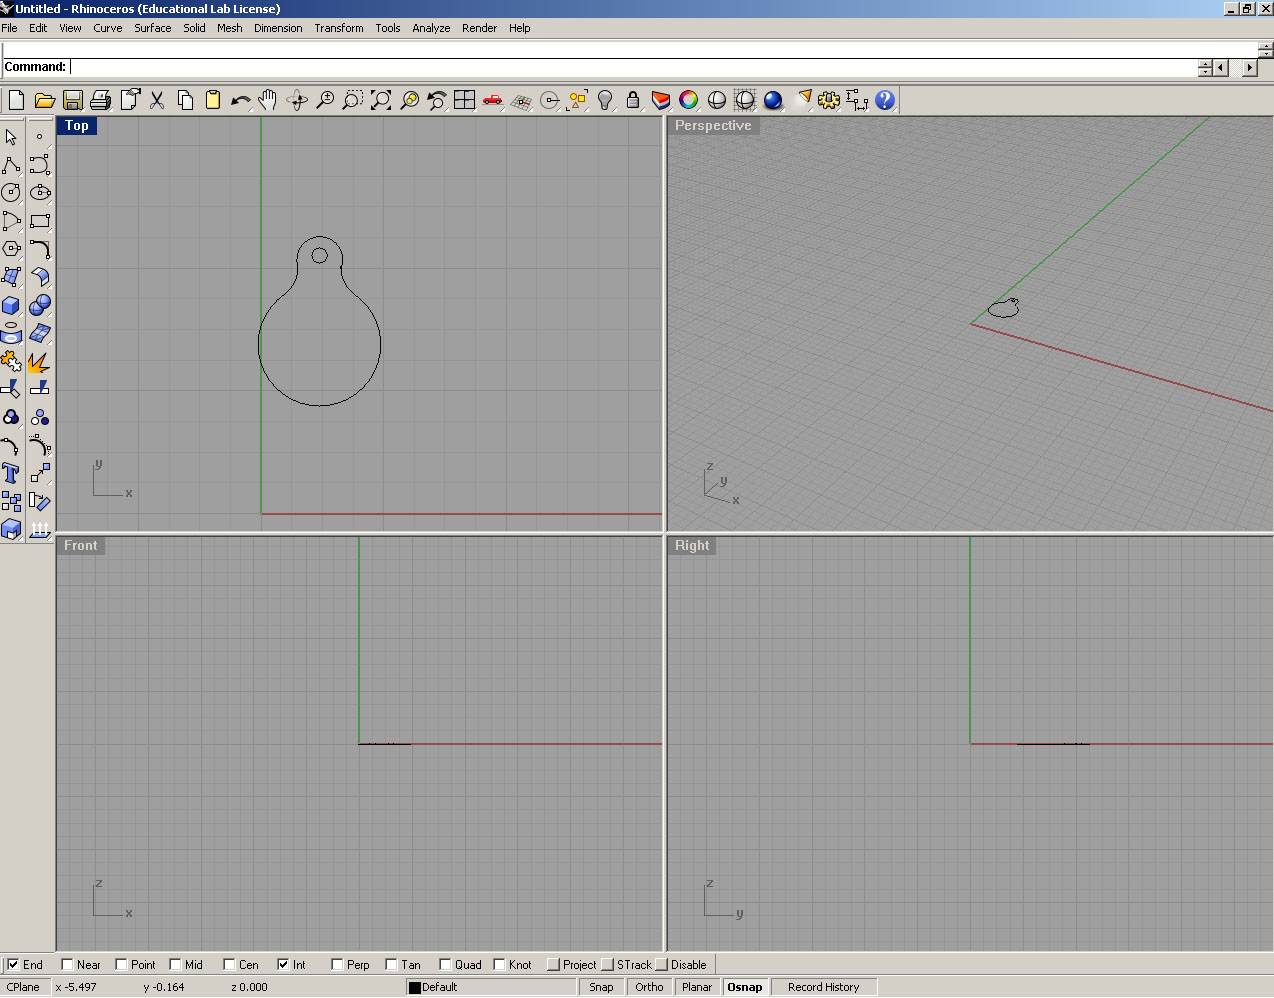 Untitled - Rhinoceros (Educational Lab License)
File Edit View Curve Surface Solid Mesh Dimension Transform Tools Analyze Render Help
Command:
Top
Perspective
y
x
z
y
x
Front
Right
z
x
z
y
End Near Point Mid Cen Int Perp Tan Quad Knot Project STrack Disable
CPlane x -5.497 y -0.164 z 0.000 Default Snap Ortho Planar Osnap Record History